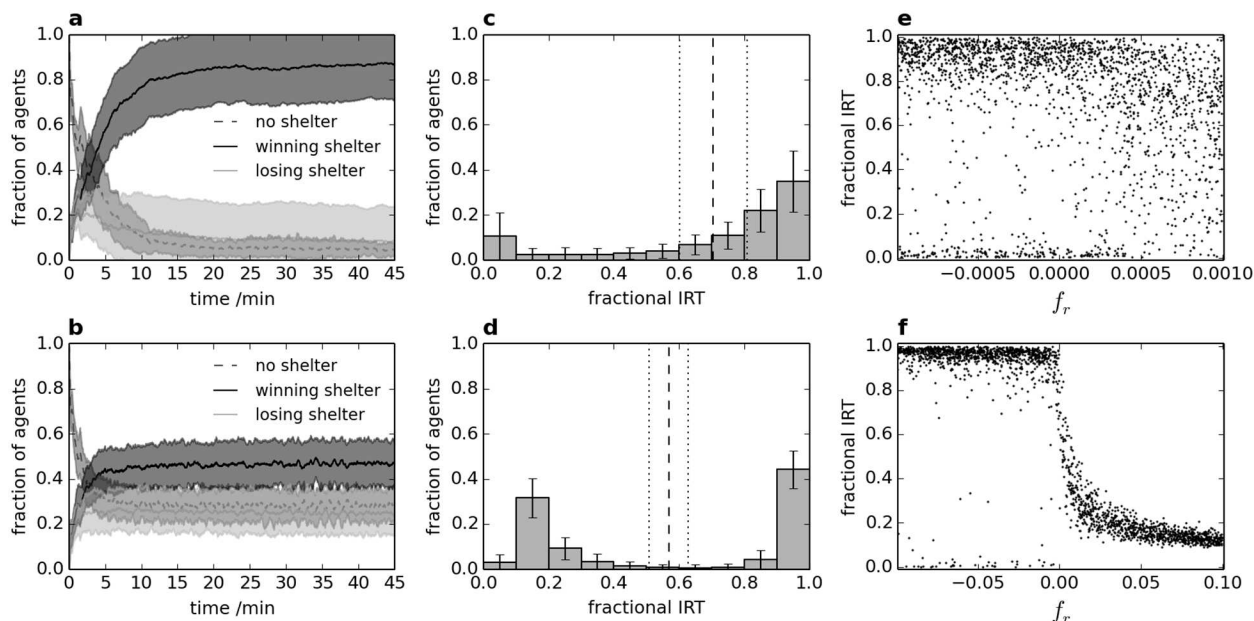 a
1.0
0.8
0.6
0.4
0.2
0.0
fraction of agents
no shelter
winning shelter
losing shelter
0 5 10 15 20 25 30 35 40 45
time /min
c
1.0
0.8
0.6
0.4
0.2
0.0
fraction of agents
0.0 0.2 0.4 0.6 0.8 1.0
fractional IRT
e
1.0
0.8
0.6
0.4
0.2
0.0
fractional IRT
−0.0005 0.0000 0.0005 0.0010
f_r
b
1.0
0.8
0.6
0.4
0.2
0.0
fraction of agents
no shelter
winning shelter
losing shelter
0 5 10 15 20 25 30 35 40 45
time /min
d
1.0
0.8
0.6
0.4
0.2
0.0
fraction of agents
0.0 0.2 0.4 0.6 0.8 1.0
fractional IRT
f
1.0
0.8
0.6
0.4
0.2
0.0
fractional IRT
−0.05 0.00 0.05 0.10
f_r